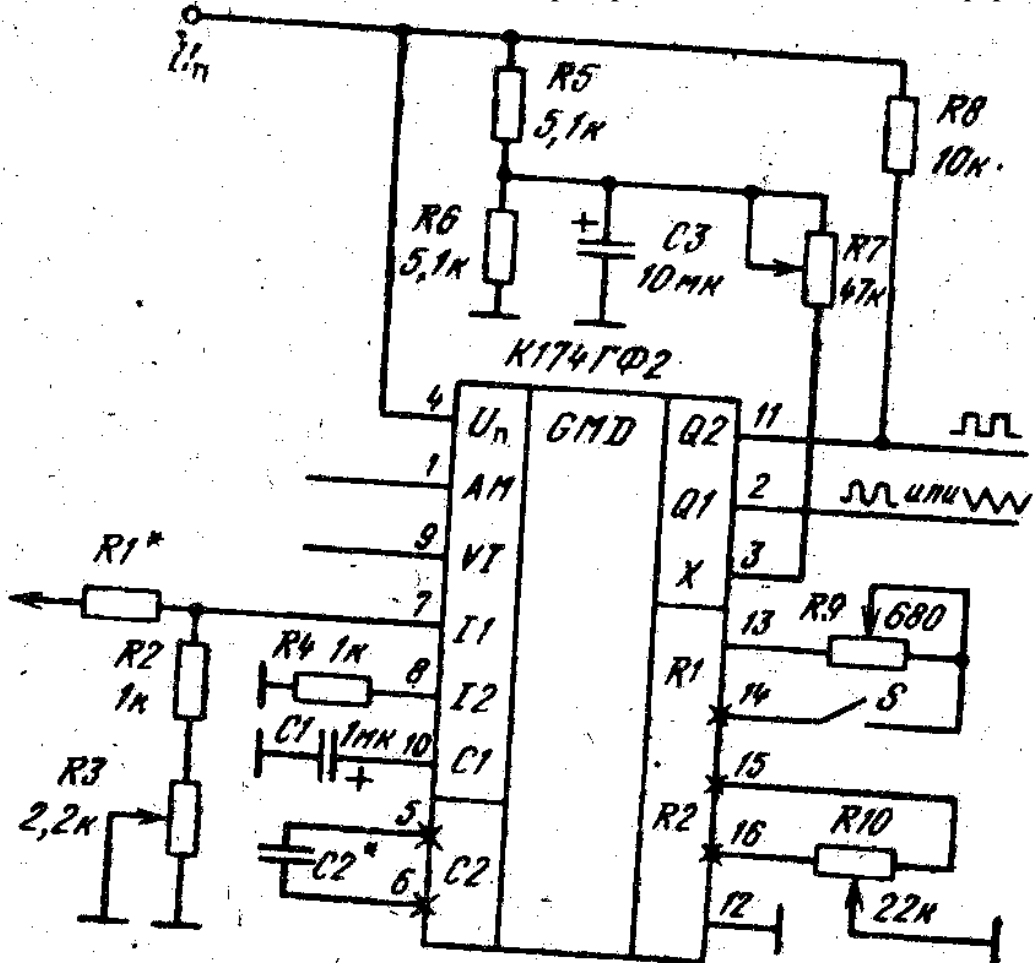 Uп
R5
5,1к
R8
10к
R6
5,1к
+
C3
10мк
R7
47к
К174ГФ2
4
Uп
GMD
Q2
11
1
AM
Q1
2
или
9
VI
X
3
R1*
7
I1
13
R9
680
R2
1к
R4 1к
8
I2
R1
14
S
C1
1мк
+
10
C1
15
R3
2,2к
5
R2
16
R10
C2*
6
C2
12
22к